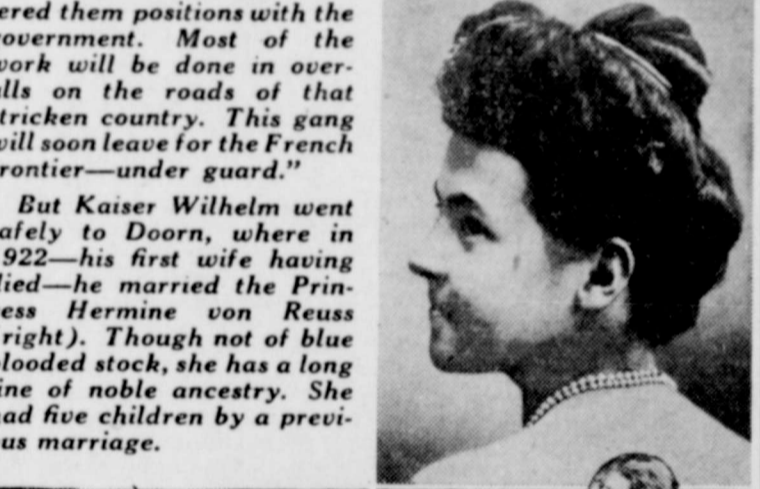 ered them positions with the
overnment. Most of the
work will be done in over-
lls on the roads of that
tricken country. This gang
will soon leave for the French
rontier—under guard."
But Kaiser Wilhelm went
afely to Doorn, where in
922—his first wife having
lied—he married the Prin-
ess Hermine von Reuss
right). Though not of blue
looded stock, she has a long
ine of noble ancestry. She
ad five children by a previ-
us marriage.